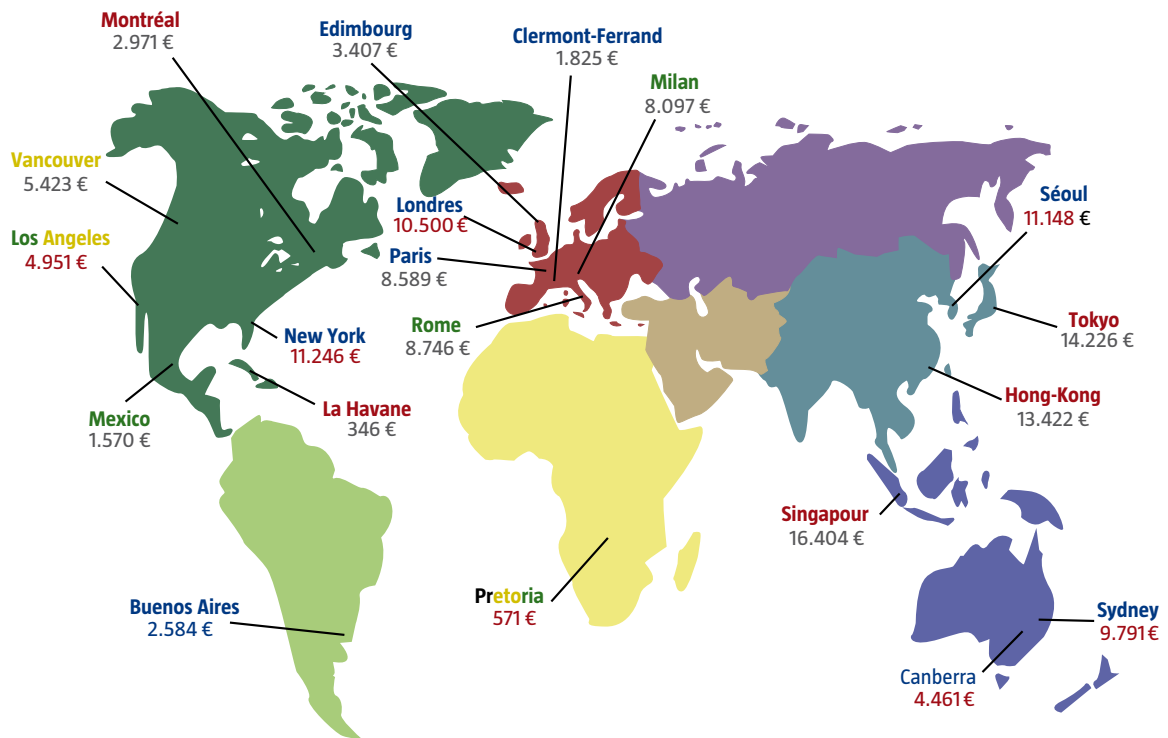 Montréal
2.971 €
Edimbourg
3.407 €
Clermont-Ferrand
1.825 €
Milan
8.097 €
Vancouver
5.423 €
Los Angeles
4.951 €
Londres
10.500 €
Paris
8.589 €
Séoul
11.148 €
Rome
8.746 €
New York
11.246 €
Tokyo
14.226 €
Mexico
1.570 €
La Havane
346 €
Hong-Kong
13.422 €
Singapour
16.404 €
Buenos Aires
2.584 €
Pretoria
571 €
Sydney
9.791 €
Canberra
4.461 €